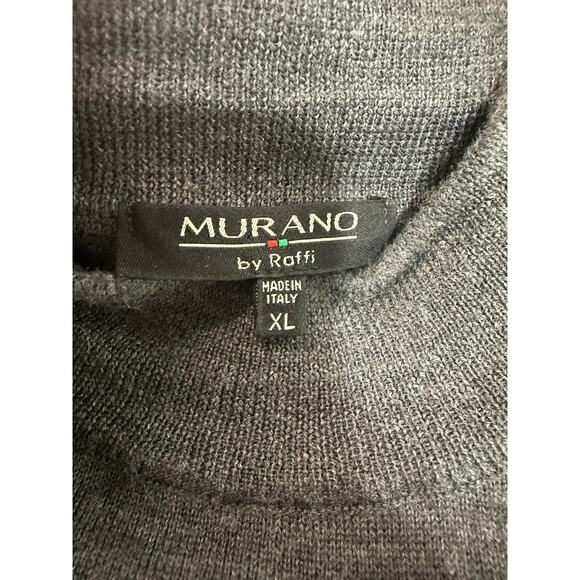 MURANO
by Raffi
MADE IN
ITALY
XL